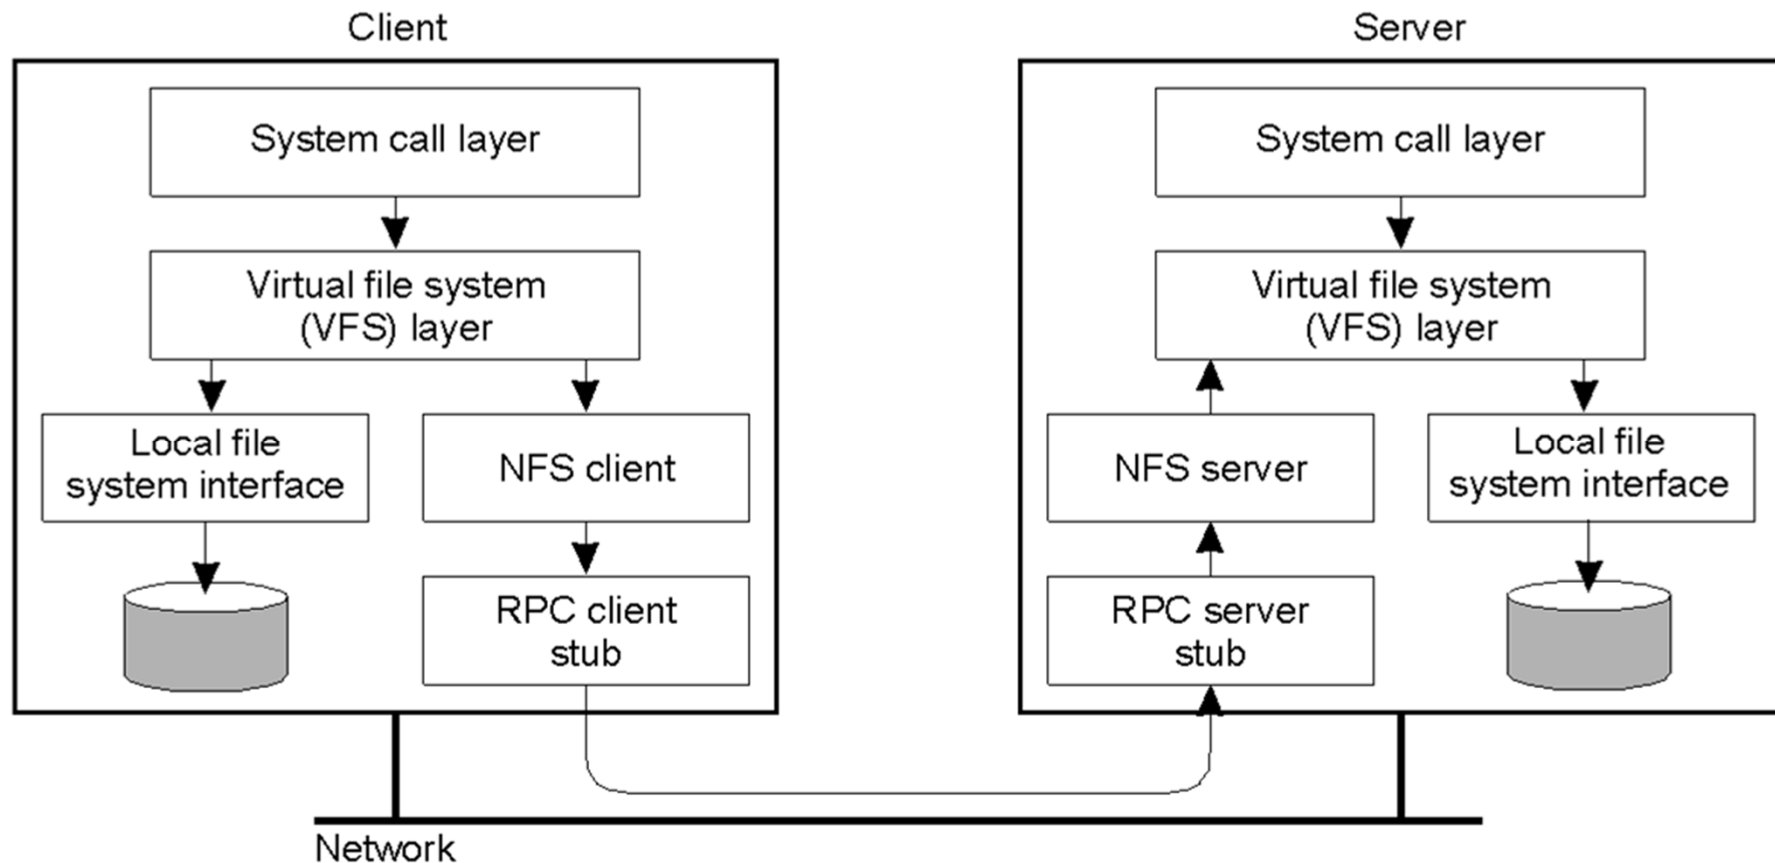 Client
Server
System call layer
Virtual file system
(VFS) layer
Local file
system interface
NFS client
RPC client
stub
System call layer
Virtual file system
(VFS) layer
NFS server
Local file
system interface
RPC server
stub
Network